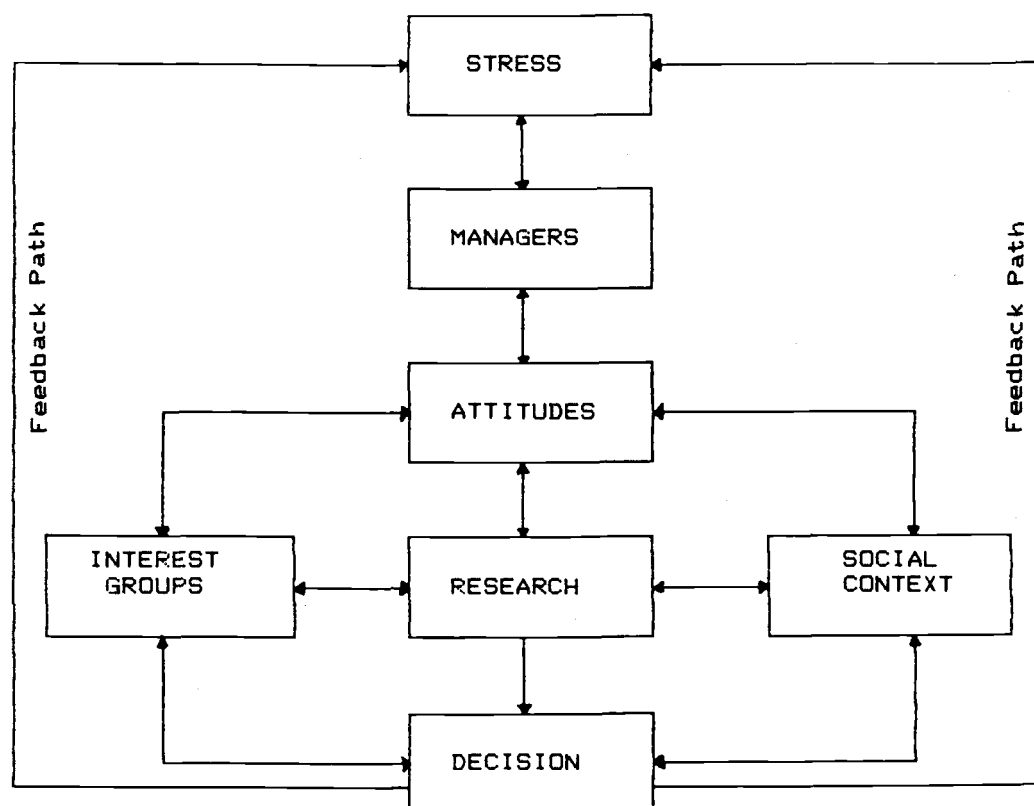 STRESS
MANAGERS
Feedback Path
Feedback Path
ATTITUDES
INTEREST
GROUPS
RESEARCH
SOCIAL
CONTEXT
DECISION